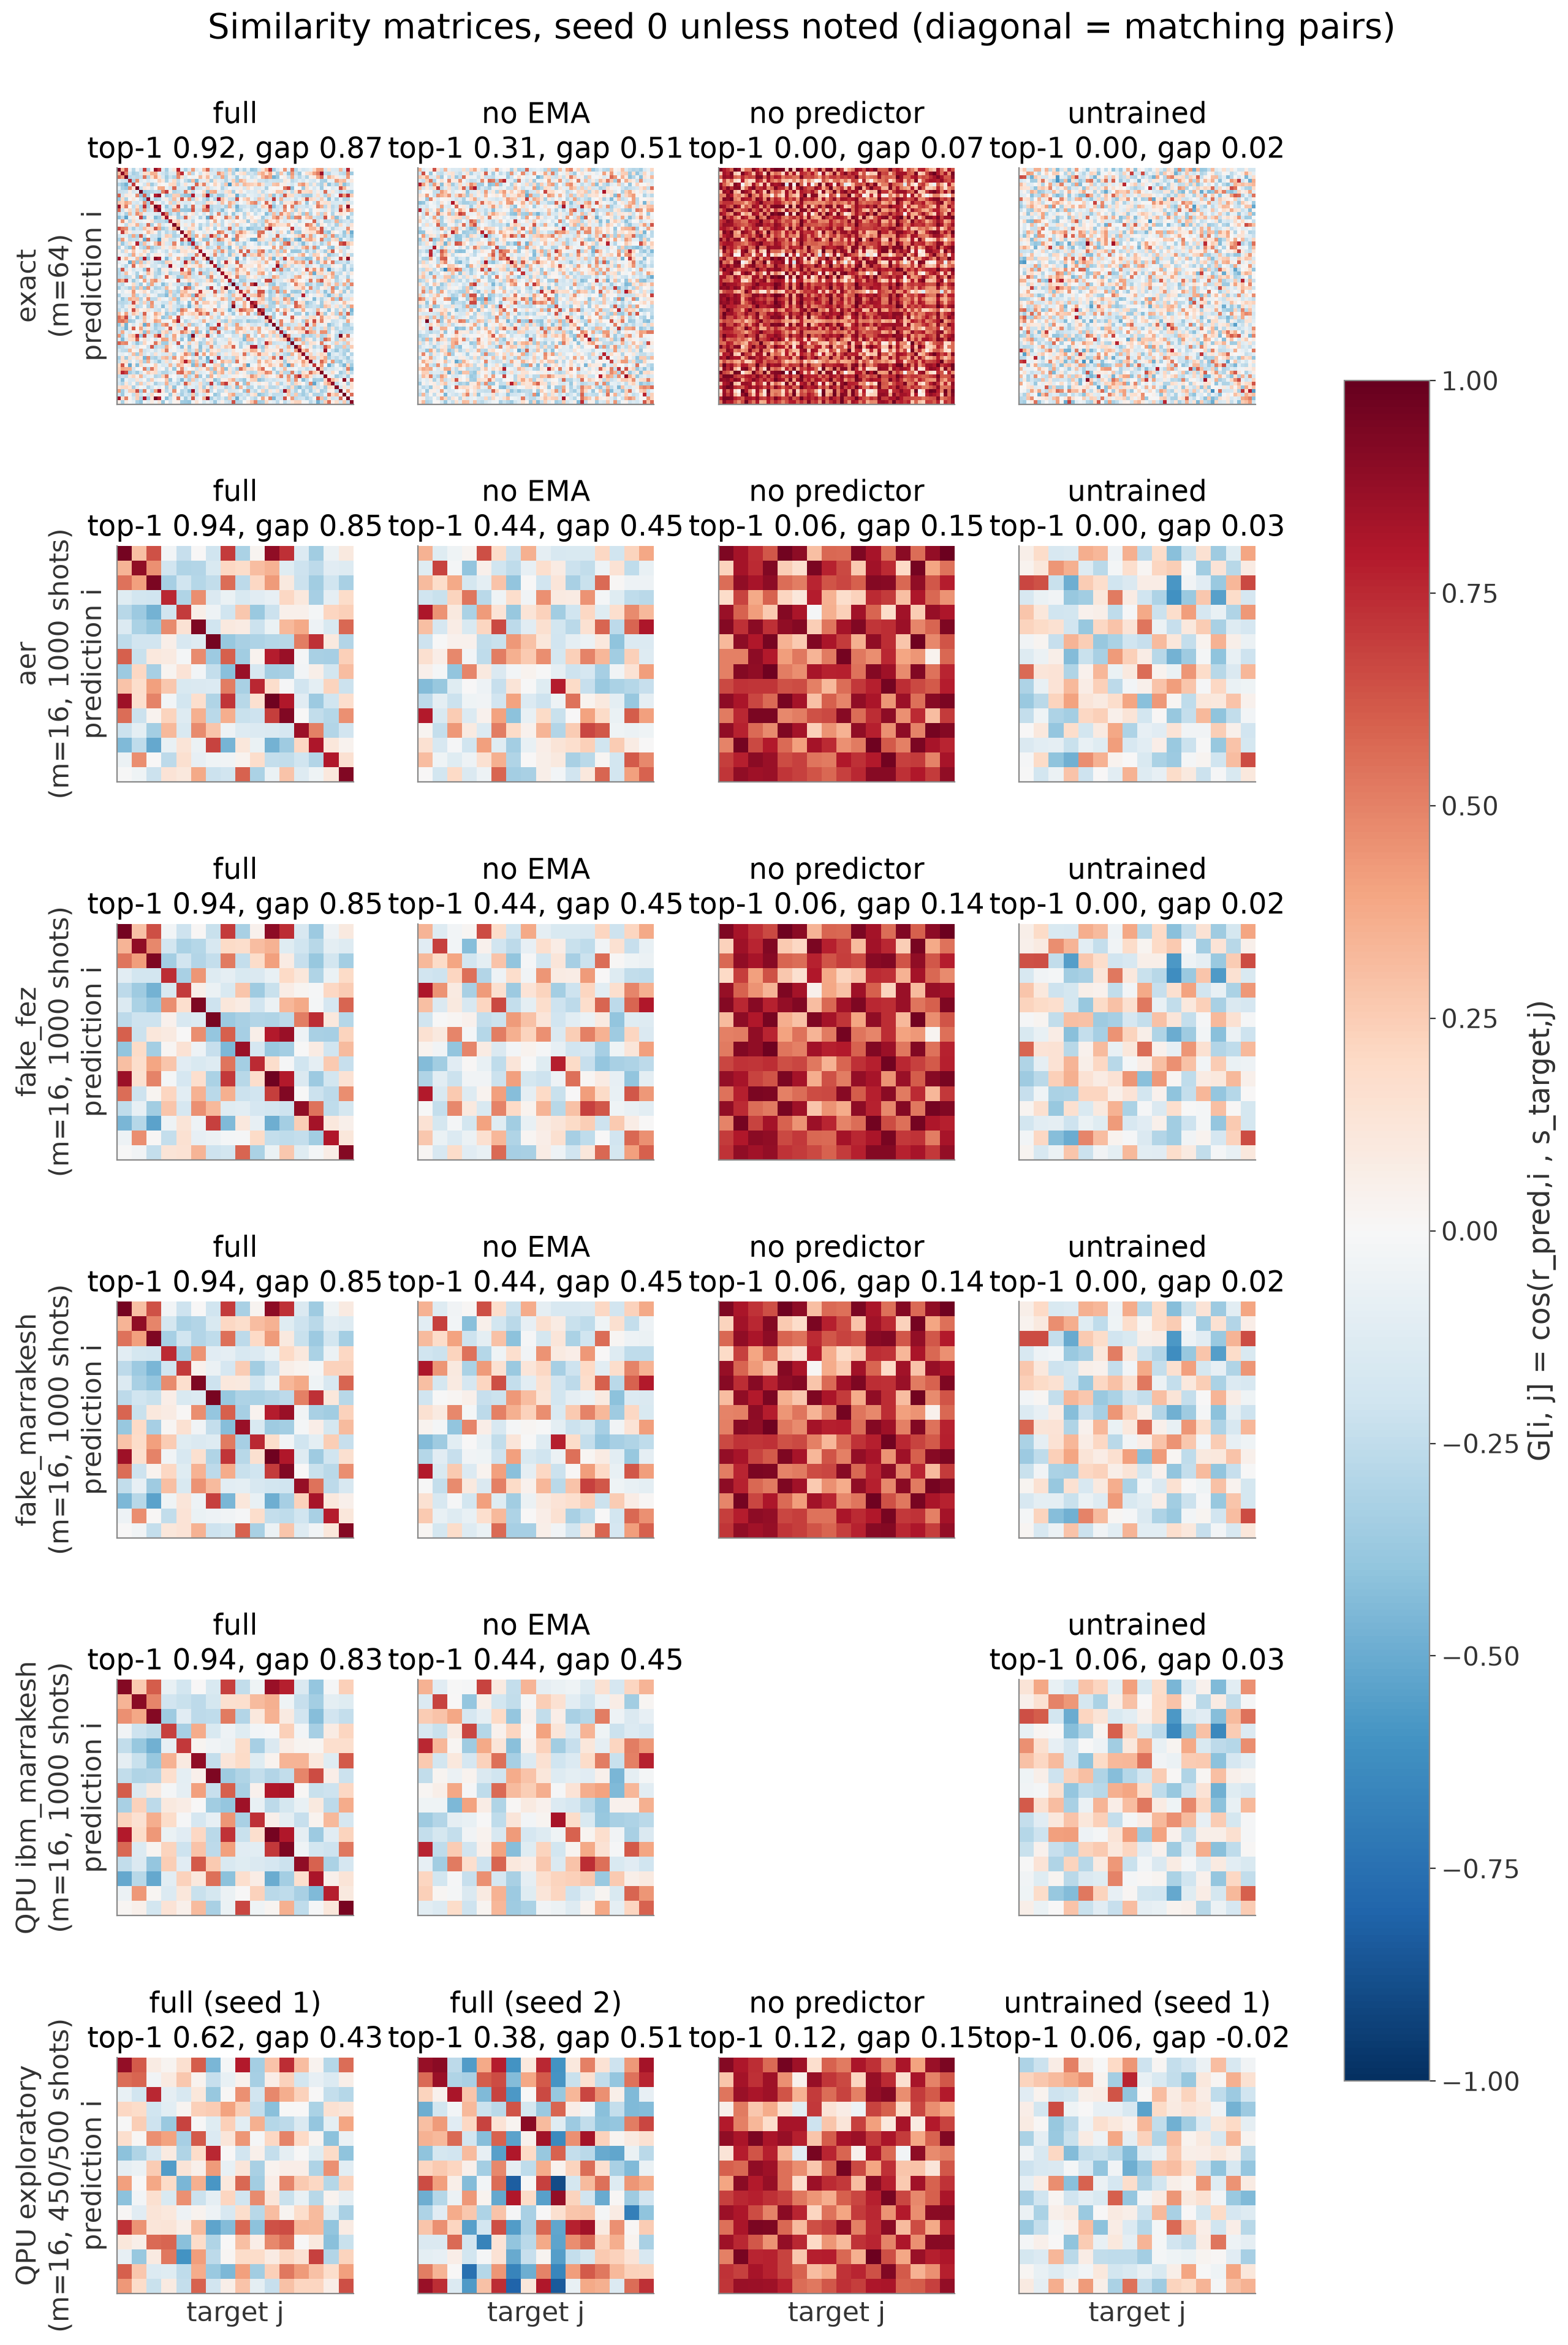 Similarity matrices, seed 0 unless noted (diagonal = matching pairs)
full
top-1 0.92, gap 0.87
no EMA
top-1 0.31, gap 0.51
no predictor
top-1 0.00, gap 0.07
untrained
top-1 0.00, gap 0.02
exact
(m=64)
prediction i
full
top-1 0.94, gap 0.85
no EMA
top-1 0.44, gap 0.45
no predictor
top-1 0.06, gap 0.15
untrained
top-1 0.00, gap 0.03
aer
(m=16, 1000 shots)
prediction i
full
top-1 0.94, gap 0.85
no EMA
top-1 0.44, gap 0.45
no predictor
top-1 0.06, gap 0.14
untrained
top-1 0.00, gap 0.02
fake_fez
(m=16, 1000 shots)
prediction i
full
top-1 0.94, gap 0.85
no EMA
top-1 0.44, gap 0.45
no predictor
top-1 0.06, gap 0.14
untrained
top-1 0.00, gap 0.02
fake_marrakesh
(m=16, 1000 shots)
prediction i
full
top-1 0.94, gap 0.83
no EMA
top-1 0.44, gap 0.45
untrained
top-1 0.06, gap 0.03
QPU ibm_marrakesh
(m=16, 1000 shots)
prediction i
full (seed 1)
top-1 0.62, gap 0.43
full (seed 2)
top-1 0.38, gap 0.51
no predictor
top-1 0.12, gap 0.15
untrained (seed 1)
top-1 0.06, gap -0.02
QPU exploratory
(m=16, 450/500 shots)
prediction i
target j
target j
target j
target j
1.00
0.75
0.50
0.25
0.00
−0.25
−0.50
−0.75
−1.00
G[i, j] = cos(r_pred,i , s_target,j)